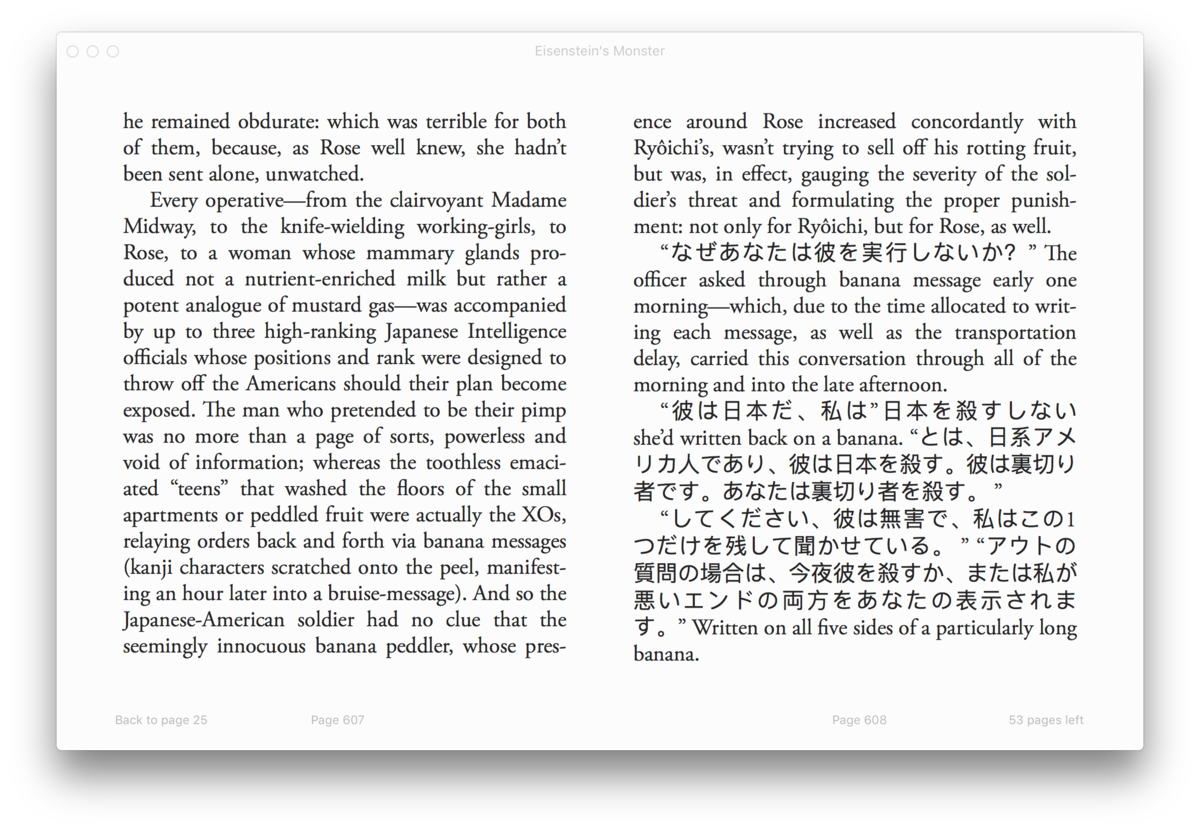 Eisenstein's Monster
he remained obdurate: which was terrible for both
of them, because, as Rose well knew, she hadn't
been sent alone, unwatched.
Every operative—from the clairvoyant Madame
Midway, to the knife-wielding working-girls, to
Rose, to a woman whose mammary glands pro-
duced not a nutrient-enriched milk but rather a
potent analogue of mustard gas—was accompanied
by up to three high-ranking Japanese Intelligence
officials whose positions and rank were designed to
throw off the Americans should their plan become
exposed. The man who pretended to be their pimp
was no more than a page of sorts, powerless and
void of information; whereas the toothless emaci-
ated “teens” that washed the floors of the small
apartments or peddled fruit were actually the XOs,
relaying orders back and forth via banana messages
(kanji characters scratched onto the peel, manifest-
ing an hour later into a bruise-message). And so the
Japanese-American soldier had no clue that the
seemingly innocuous banana peddler, whose pres-
ence around Rose increased concordantly with
Ryôichi’s, wasn’t trying to sell off his rotting fruit,
but was, in effect, gauging the severity of the sol-
dier’s threat and formulating the proper punish-
ment: not only for Ryôichi, but for Rose, as well.
“なぜあなたは彼を実行しないか？” The
officer asked through banana message early one
morning—which, due to the time allocated to writ-
ing each message, as well as the transportation
delay, carried this conversation through all of the
morning and into the late afternoon.
“彼は日本だ、私は”日本を殺すしない
she’d written back on a banana. “とは、日系アメ
リカ人であり、彼は日本を殺す。彼は裏切り
者です。あなたは裏切り者を殺す。”
“してください、彼は無害で、私はこの1
つだけを残して聞かせている。” “アウトの
質問の場合は、今夜彼を殺すか、または私が
悪いエンドの両方をあなたの表示されま
す。” Written on all five sides of a particularly long
banana.
Back to page 25
Page 607
Page 608
53 pages left